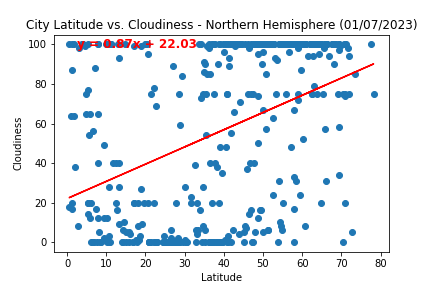 City Latitude vs. Cloudiness - Northern Hemisphere (01/07/2023)
y = 0.87x + 22.03
100
80
60
40
20
0
Cloudiness
0 10 20 30 40 50 60 70 80
Latitude